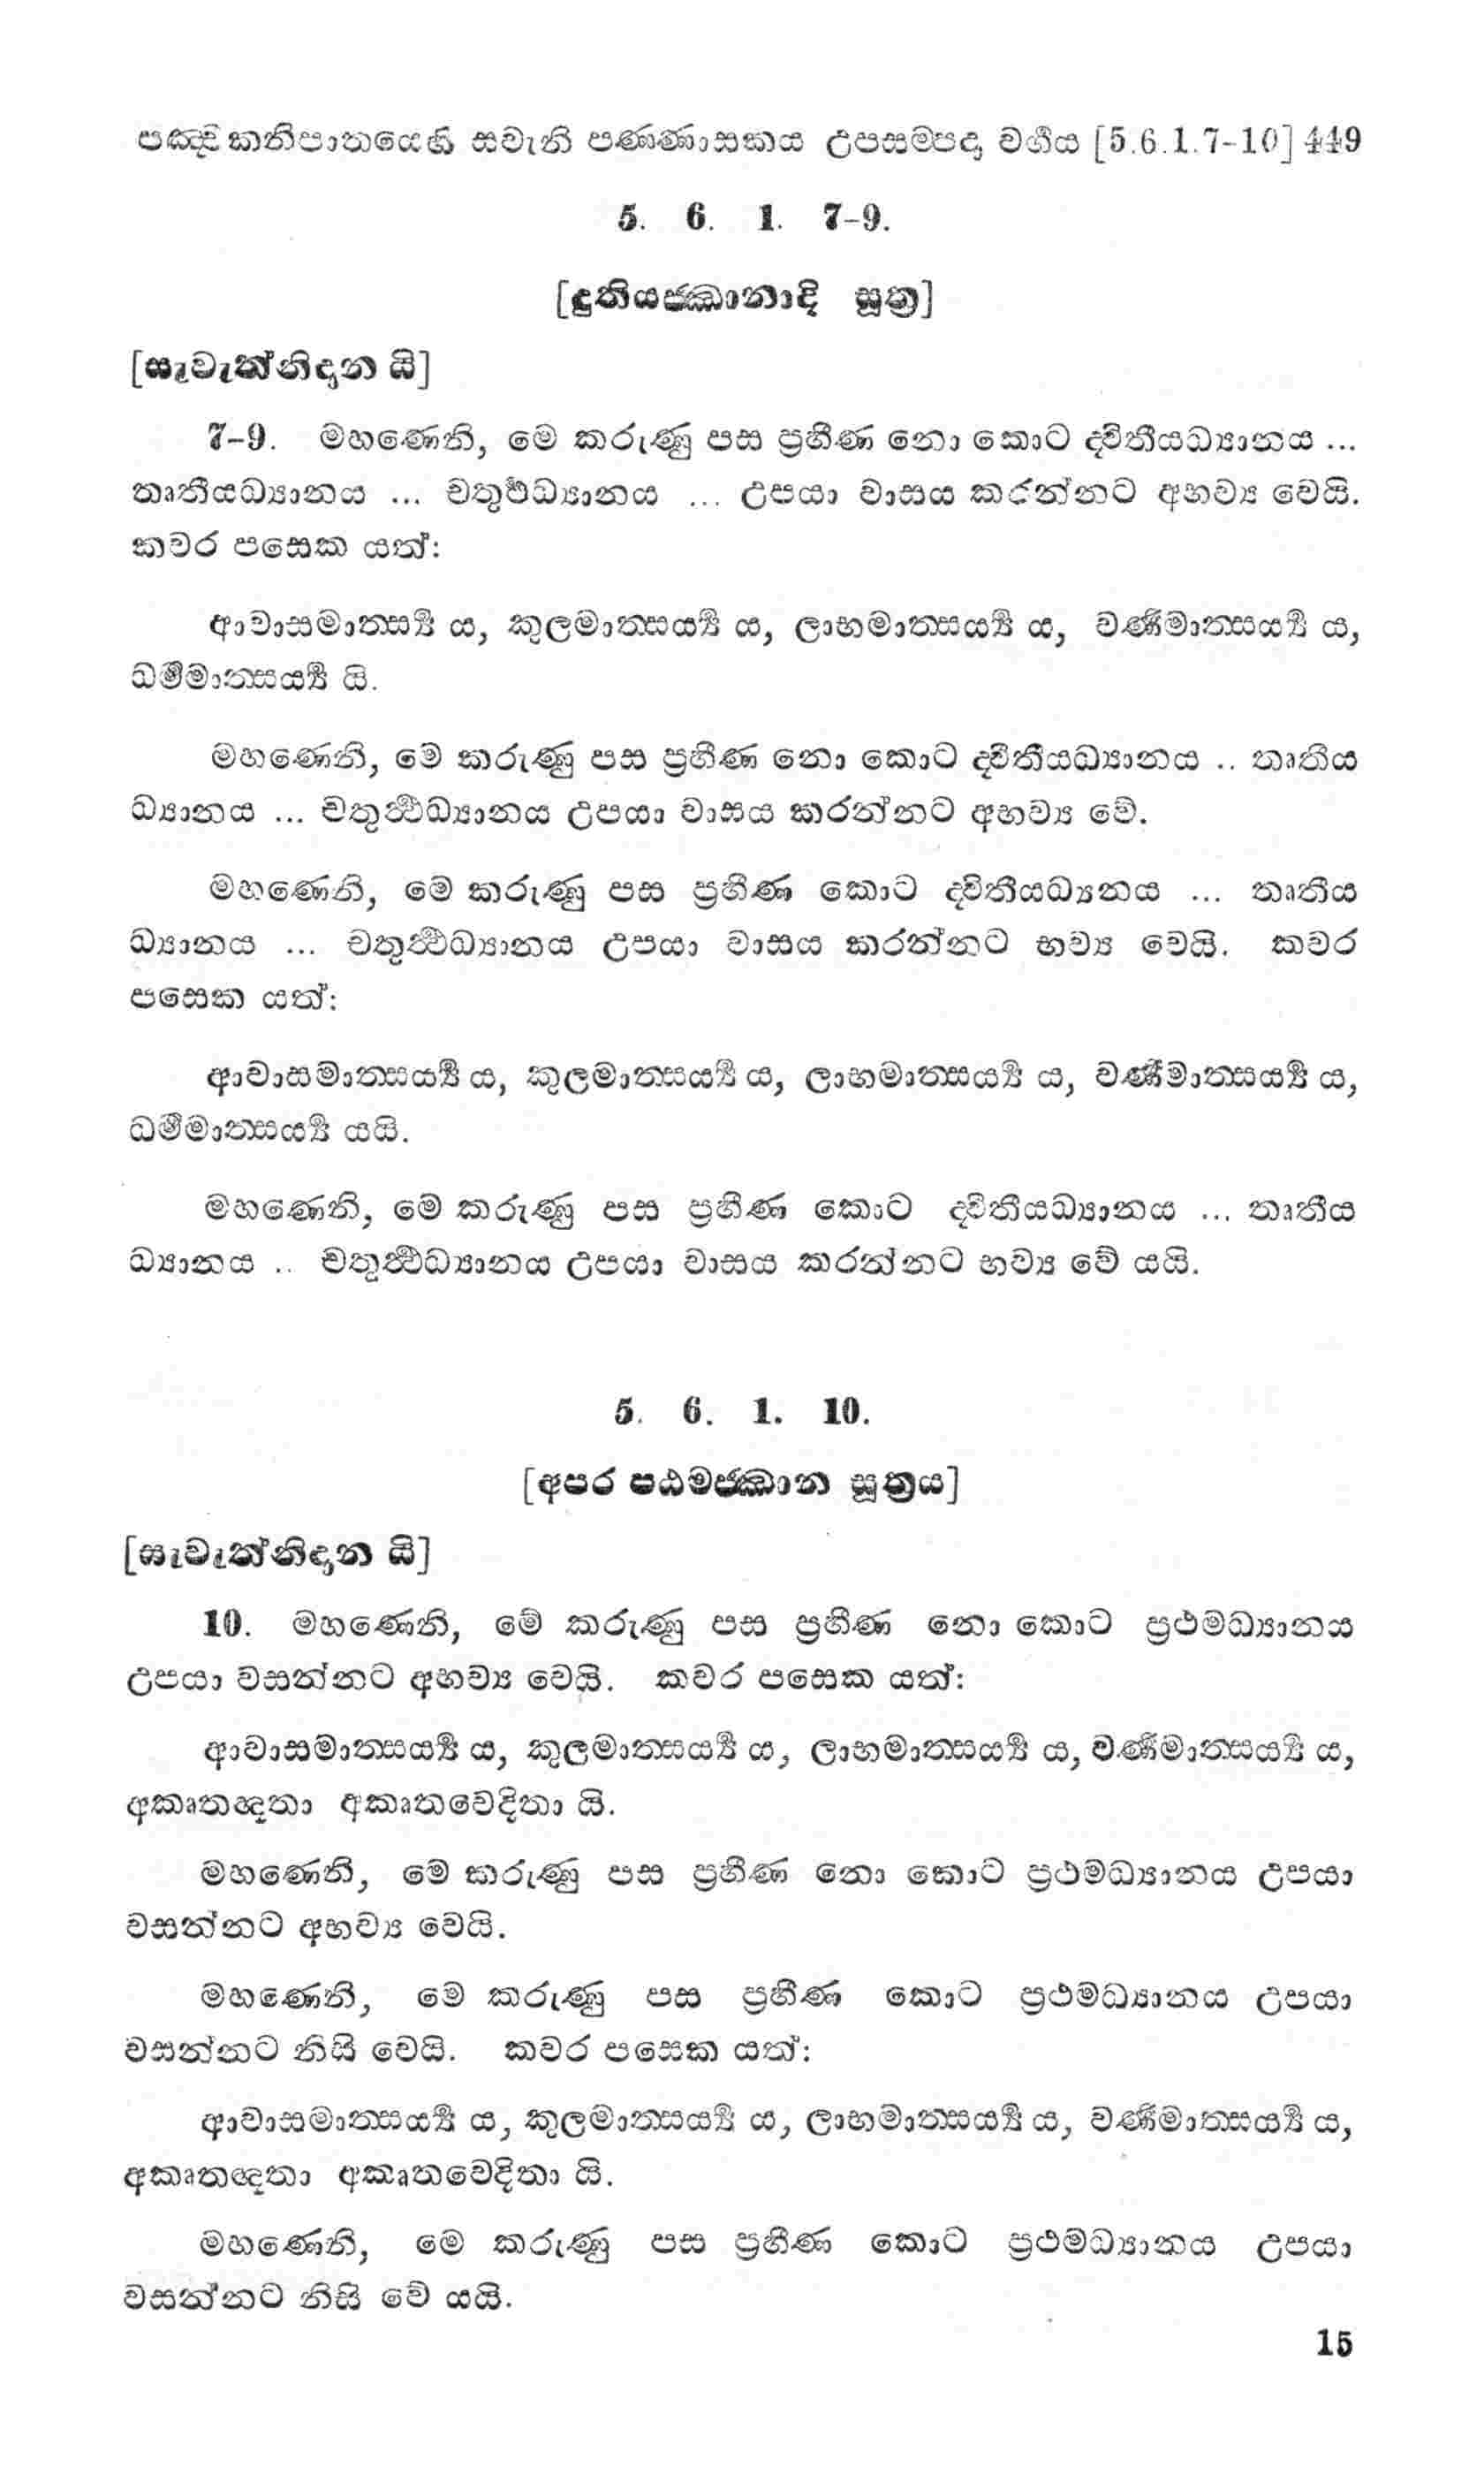 පඤ්චකනිපාතයෙහි සවැනි පණ්ණාසකය උපසම්පදා වර්ගය [5.6.1.7-10] 449
5. 6. 1. 7-9.
[දුතියජ්ඣානාදි සූත්‍ර]
[සැවැත්නිදාන යි]
7-9. මහණෙනි, මේ කරුණු පස ප්‍රහීණ නො කොට ද්විතීයධ්‍යානය ...
තෘතීයධ්‍යානය ... චතුර්ථධ්‍යානය ... උපයා වාසය කරන්නට අභව්‍ය වෙයි.
කවර පසෙක යත්:
ආවාසමාත්සර්‍ය්‍ය ය, කුලමාත්සර්‍ය්‍ය ය, ලාභමාත්සර්‍ය්‍ය ය, වර්ණමාත්සර්‍ය්‍ය ය,
ධර්මමාත්සර්‍ය්‍ය යි.
මහණෙනි, මේ කරුණු පස ප්‍රහීණ නො කොට ද්විතීයධ්‍යානය .. තෘතීය
ධ්‍යානය ... චතුර්ත්‍ථධ්‍යානය උපයා වාසය කරන්නට අභව්‍ය වේ.
මහණෙනි, මේ කරුණු පස ප්‍රහීණ කොට ද්විතීයධ්‍යනය ... තෘතීය
ධ්‍යානය ... චතුර්ත්‍ථධ්‍යානය උපයා වාසය කරන්නට භව්‍ය වෙයි. කවර
පසෙක යත්:
ආවාසමාත්සර්‍ය්‍ය ය, කුලමාත්සර්‍ය්‍ය ය, ලාභමාත්සර්‍ය්‍ය ය, වර්ණමාත්සර්‍ය්‍ය ය,
ධර්මමාත්සර්‍ය්‍ය යයි.
මහණෙනි, මේ කරුණු පස ප්‍රහීණ කොට ද්විතීයධ්‍යානය ... තෘතීය
ධ්‍යානය .. චතුර්ත්‍ථධ්‍යානය උපයා වාසය කරන්නට භව්‍ය වේ යයි.
5. 6. 1. 10.
[අපර පඨමජ්ඣාන සූත්‍රය]
[සැවැත්නිදාන යි]
10. මහණෙනි, මේ කරුණු පස ප්‍රහීණ නො කොට ප්‍රථමධ්‍යානය
උපයා වසන්නට අභව්‍ය වෙයි. කවර පසෙක යත්:
ආවාසමාත්සර්‍ය්‍ය ය, කුලමාත්සර්‍ය්‍ය ය, ලාභමාත්සර්‍ය්‍ය ය, වර්ණමාත්සර්‍ය්‍ය ය,
අකෘතඥතා අකෘතවෙදිතා යි.
මහණෙනි, මේ කරුණු පස ප්‍රහීණ නො කොට ප්‍රථමධ්‍යානය උපයා
වසන්නට අභව්‍ය වෙයි.
මහණෙනි, මේ කරුණු පස ප්‍රහීණ කොට ප්‍රථමධ්‍යානය උපයා
වසන්නට නිසි වෙයි. කවර පසෙක යත්:
ආවාසමාත්සර්‍ය්‍ය ය, කුලමාත්සර්‍ය්‍ය ය, ලාභමාත්සර්‍ය්‍ය ය, වර්ණමාත්සර්‍ය්‍ය ය,
අකෘතඥතා අකෘතවෙදිතා යි.
මහණෙනි, මේ කරුණු පස ප්‍රහීණ කොට ප්‍රථමධ්‍යානය උපයා
වසන්නට නිසි වේ යයි.
15